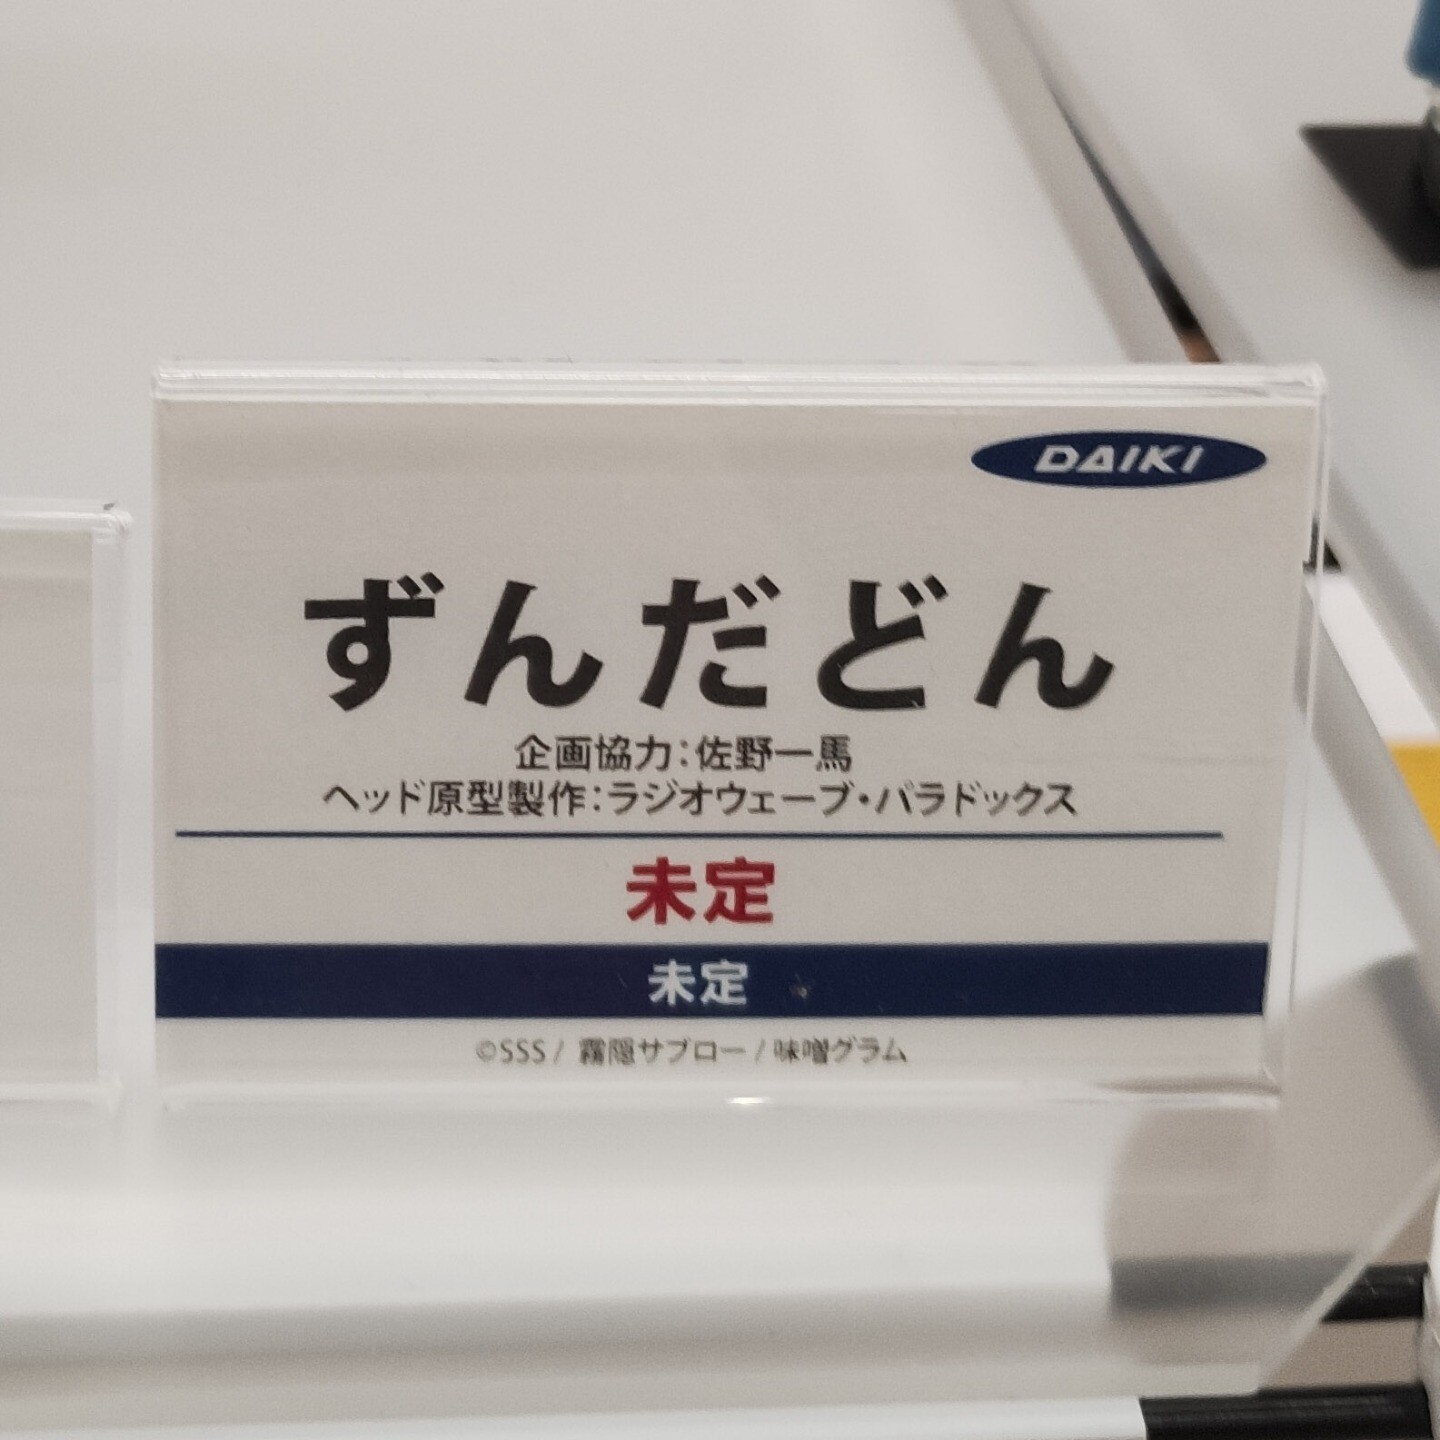 DAIKI
ずんだどん
企画協力:佐野一馬
ヘッド原型製作:ラジオウェーブ・パラドックス
未定
未定
©SSS / 霧隠サブロー / 味噌グラム